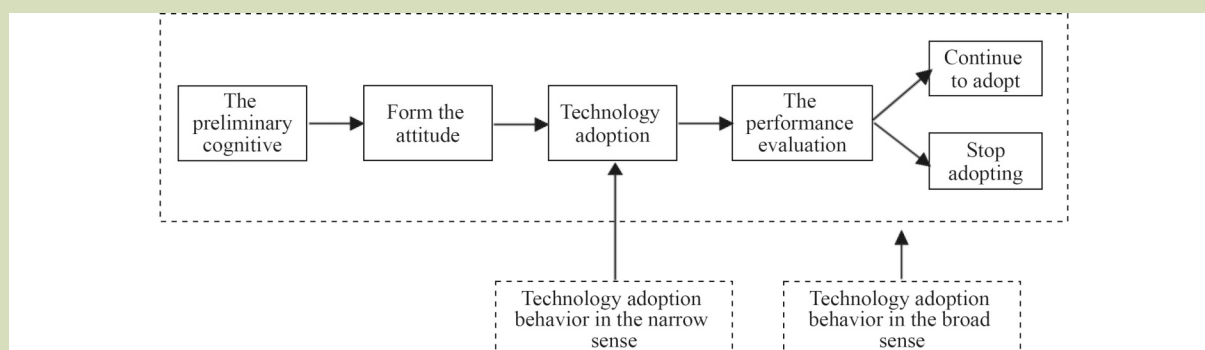 The
preliminary
cognitive
Form the
attitude
Technology
adoption
The
performance
evaluation
Continue
to adopt
Stop
adopting
Technology adoption
behavior in the narrow
sense
Technology adoption
behavior in the broad
sense